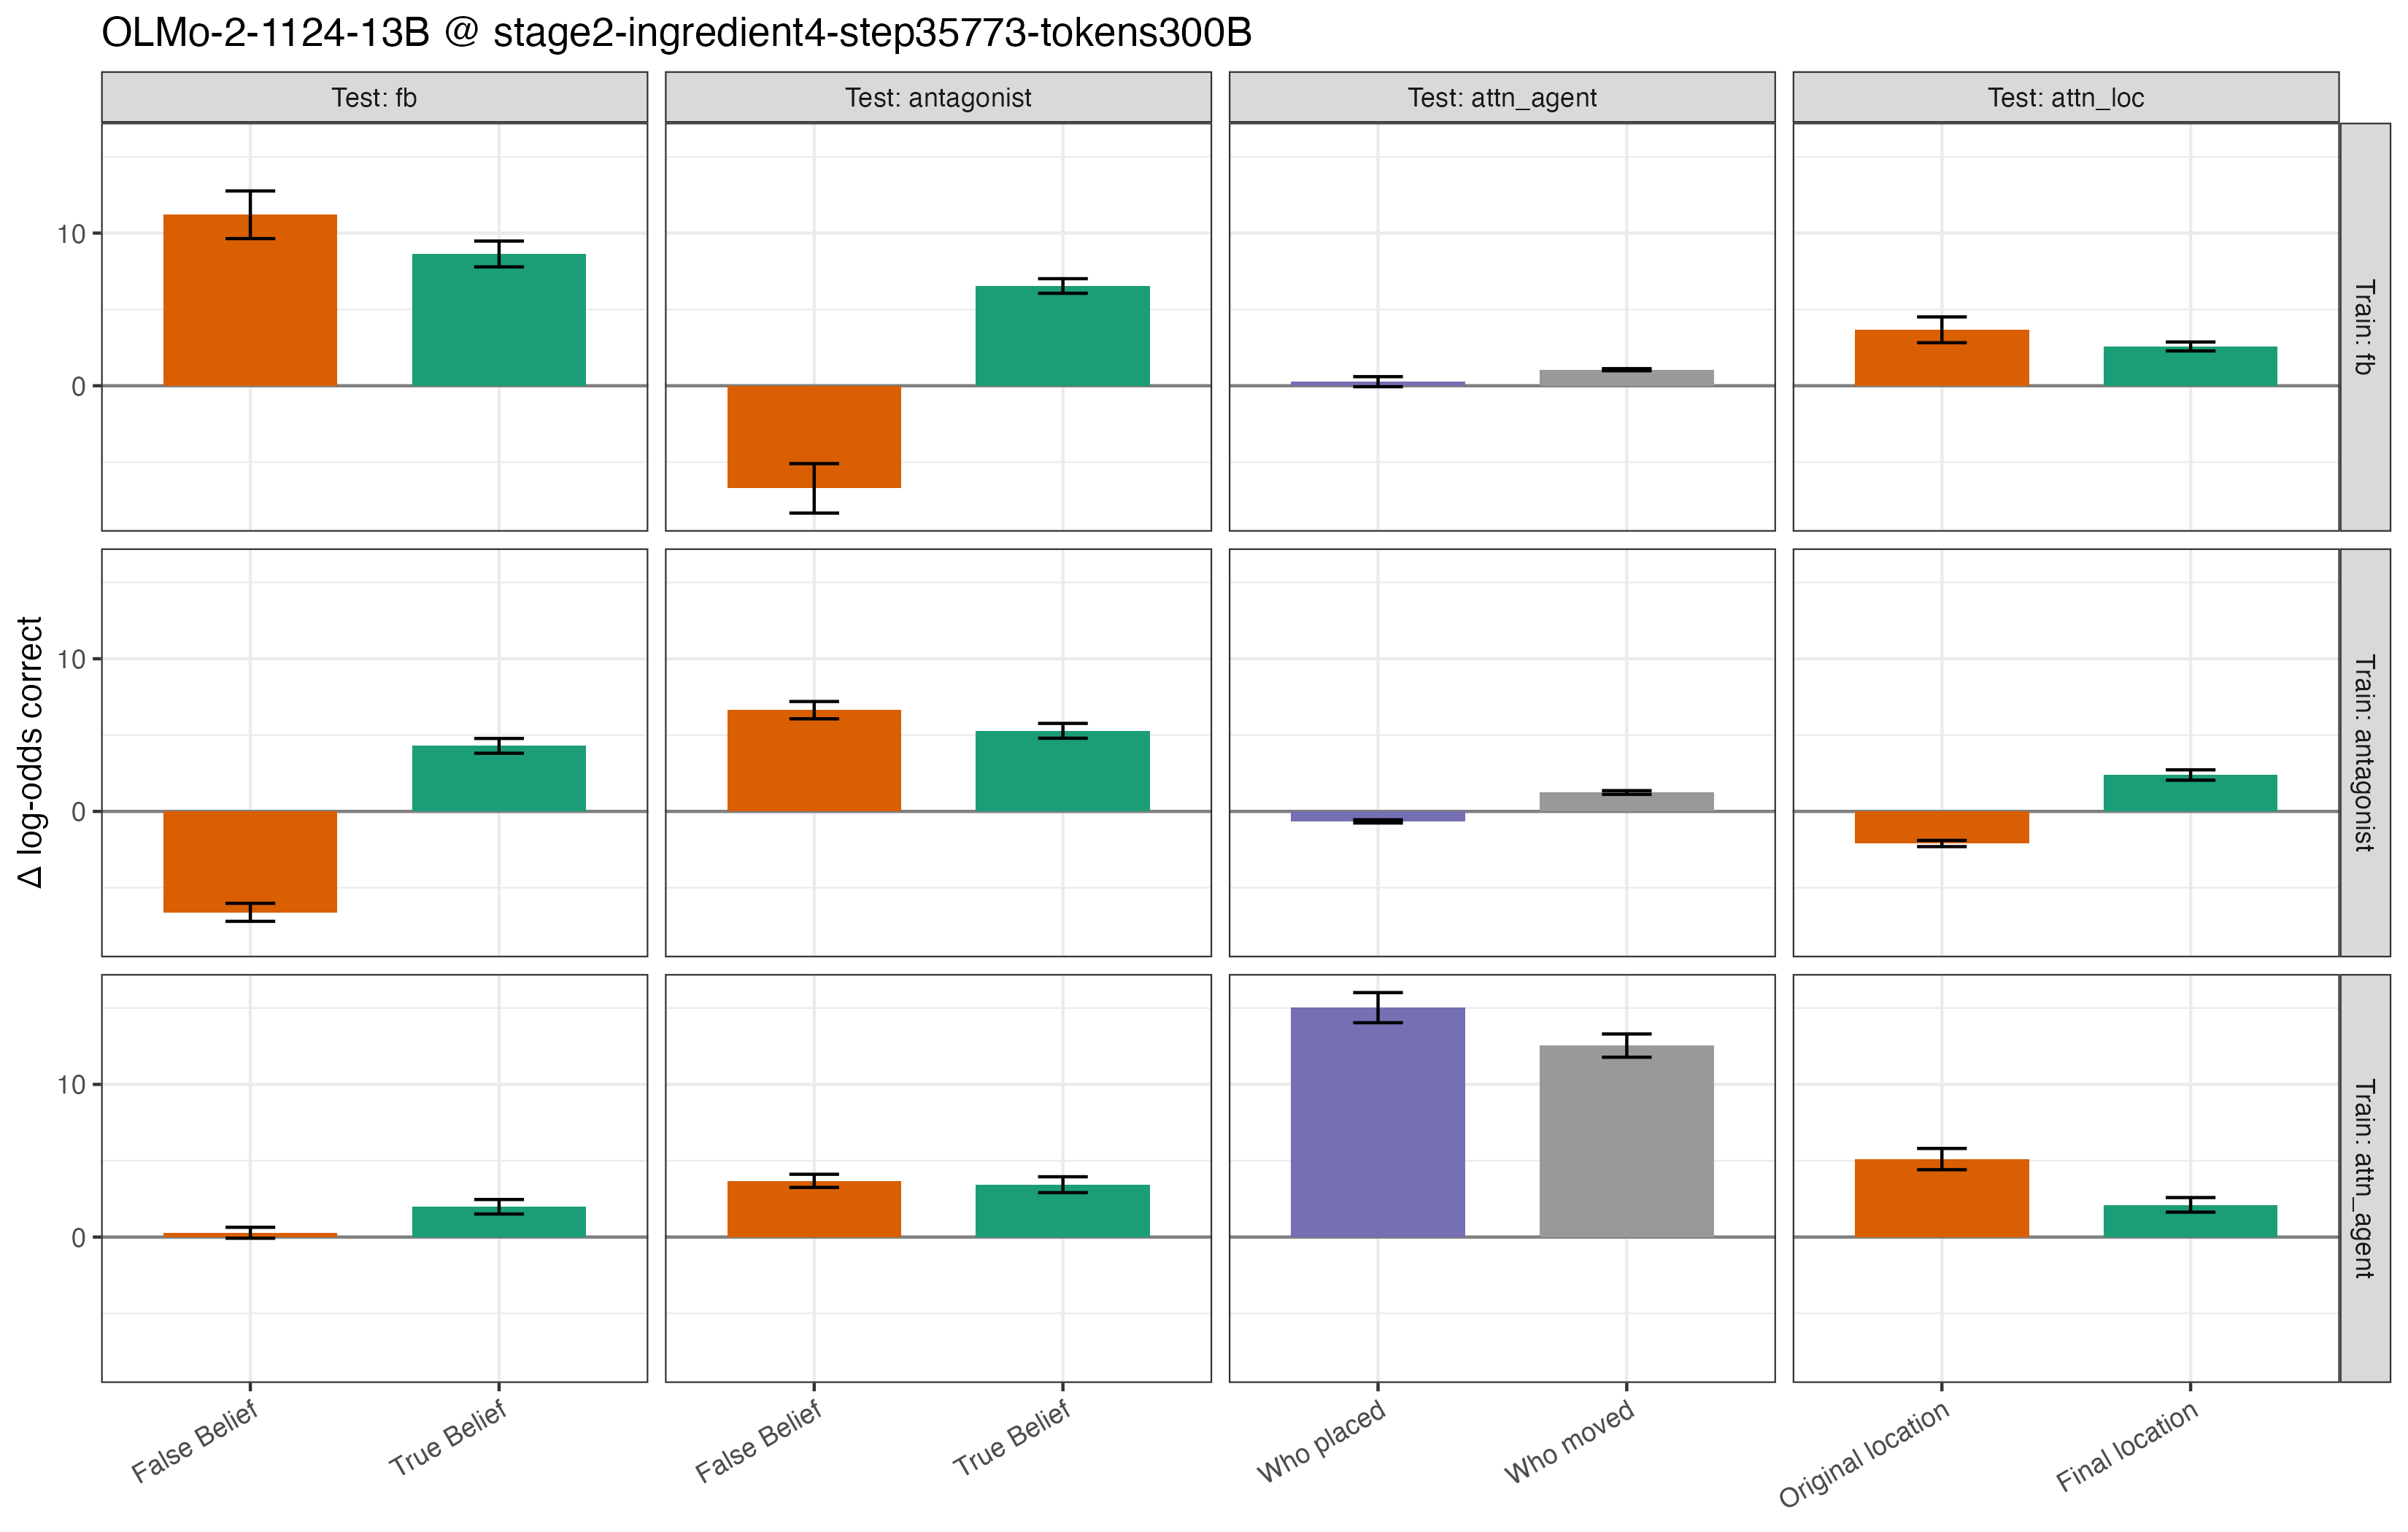 OLMo-2-1124-13B @ stage2-ingredient4-step35773-tokens300B
Test: fb
Test: antagonist
Test: attn_agent
Test: attn_loc
Δ log-odds correct
10
0
Train: fb
10
0
Train: antagonist
10
0
Train: attn_agent
False Belief
True Belief
False Belief
True Belief
Who placed
Who moved
Original location
Final location